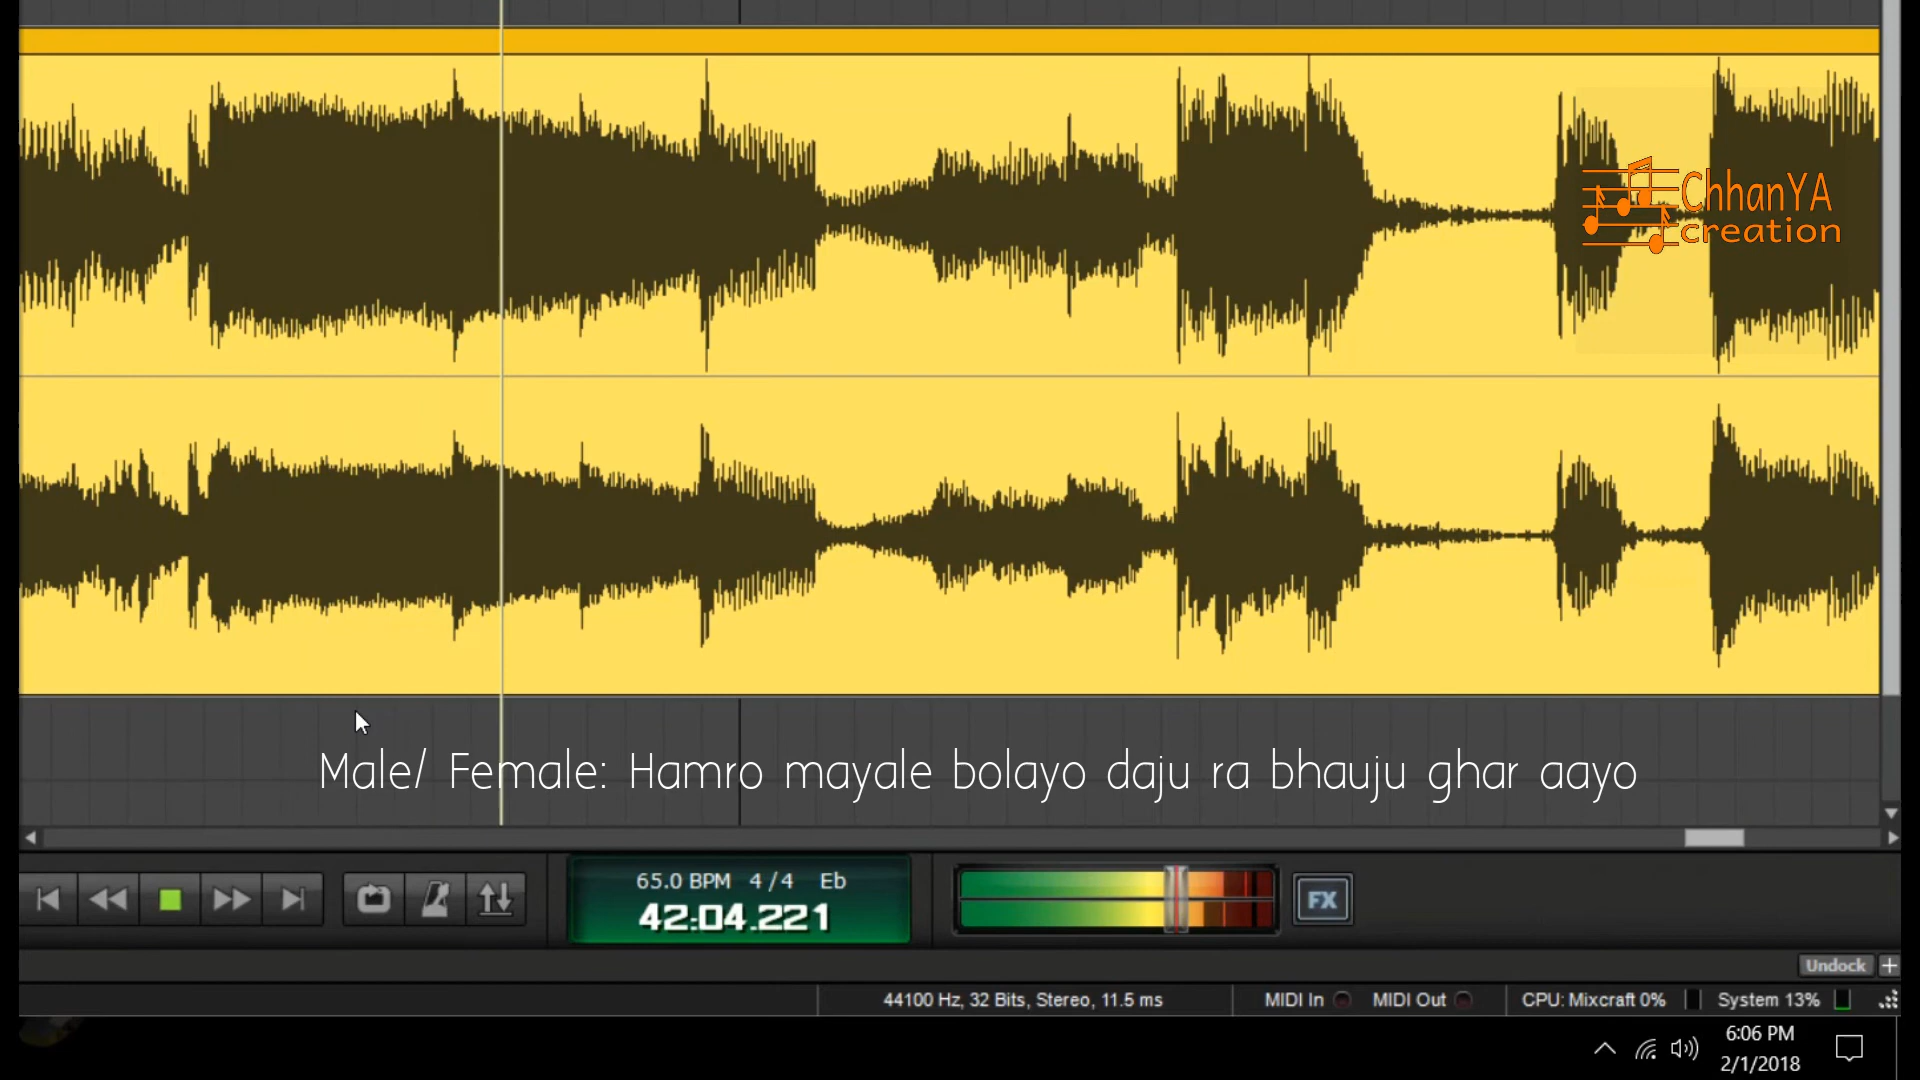 ChhanYA
creation
Male/ Female: Hamro mayale bolayo daju ra bhauju ghar aayo
65.0 BPM 4/4 Eb
42:04.221
FX
Undock
44100 Hz, 32 Bits, Stereo, 11.5 ms MIDI In MIDI Out CPU: Mixcraft 0% System 13%
6:06 PM
2/1/2018